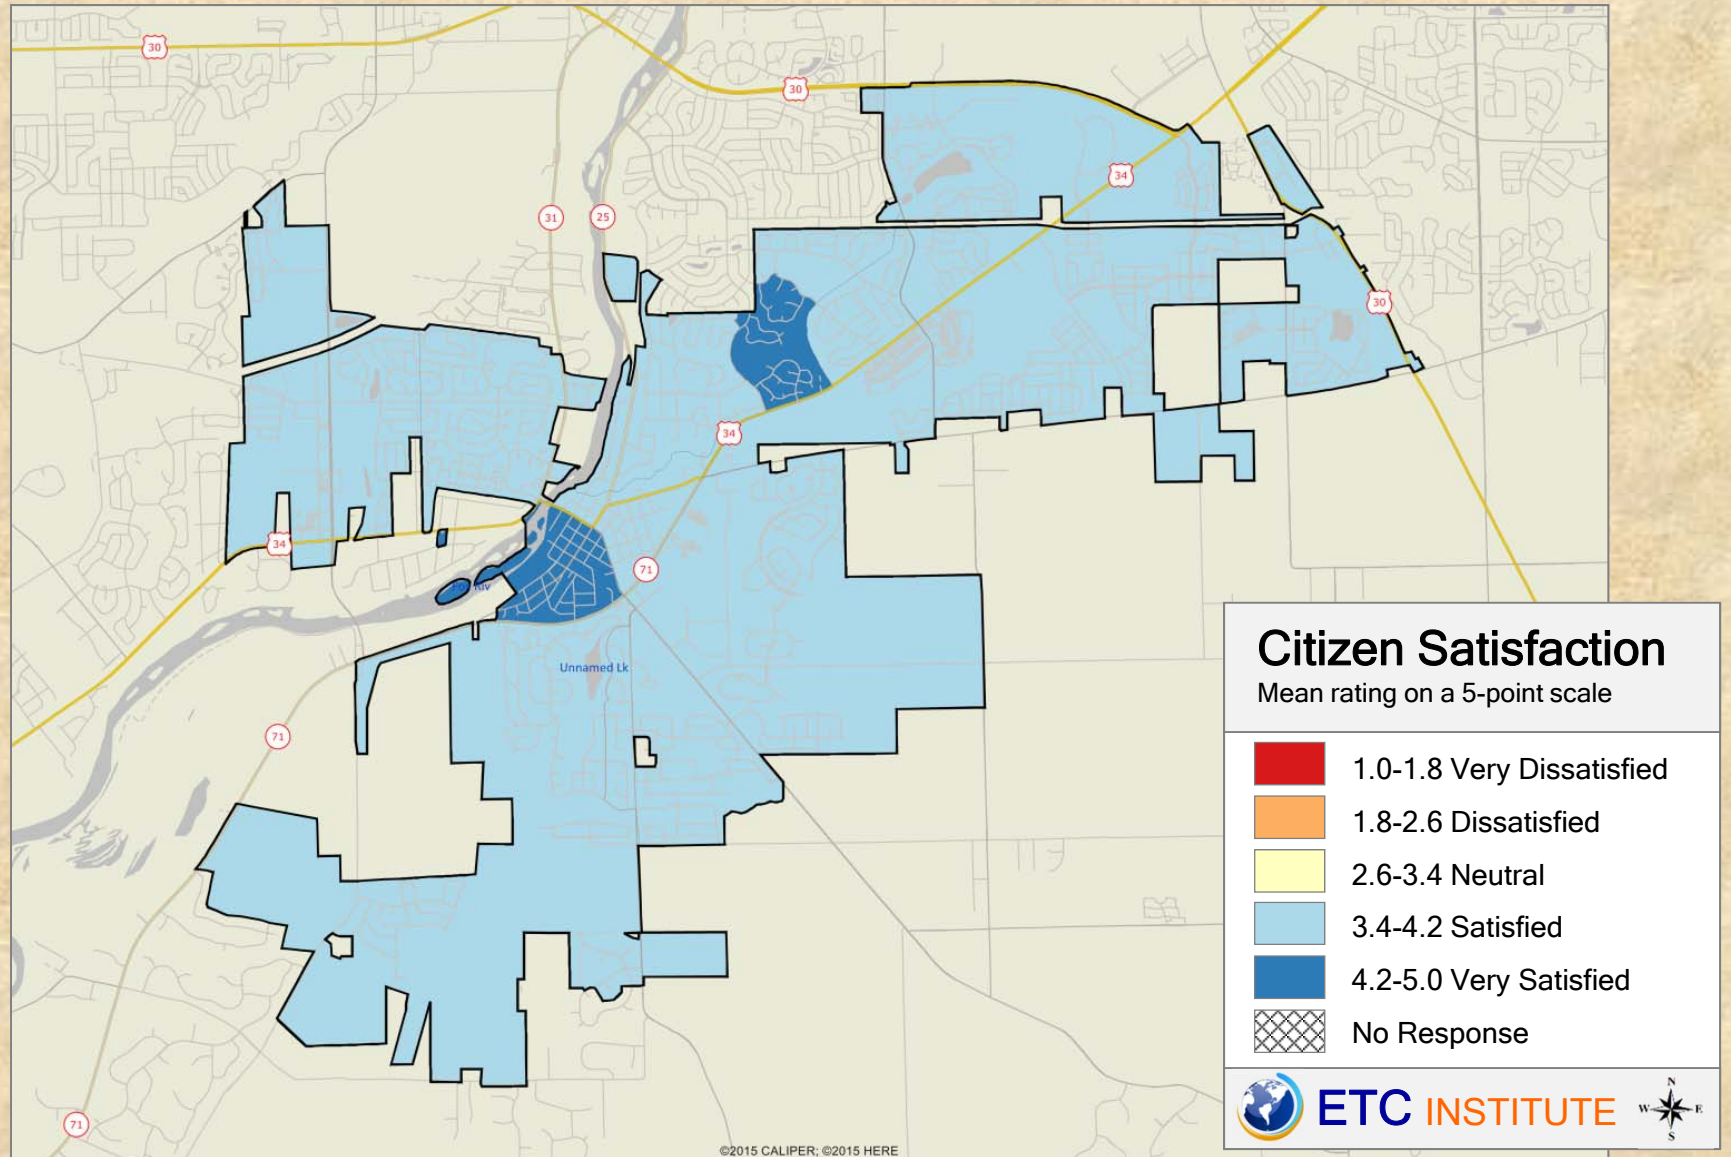 30
30
34
31
25
30
34
34
71
Unnamed Lk
71
71
Citizen Satisfaction
Mean rating on a 5-point scale
1.0-1.8 Very Dissatisfied
1.8-2.6 Dissatisfied
2.6-3.4 Neutral
3.4-4.2 Satisfied
4.2-5.0 Very Satisfied
No Response
ETC INSTITUTE
N
W E
S
©2015 CALIPER; ©2015 HERE